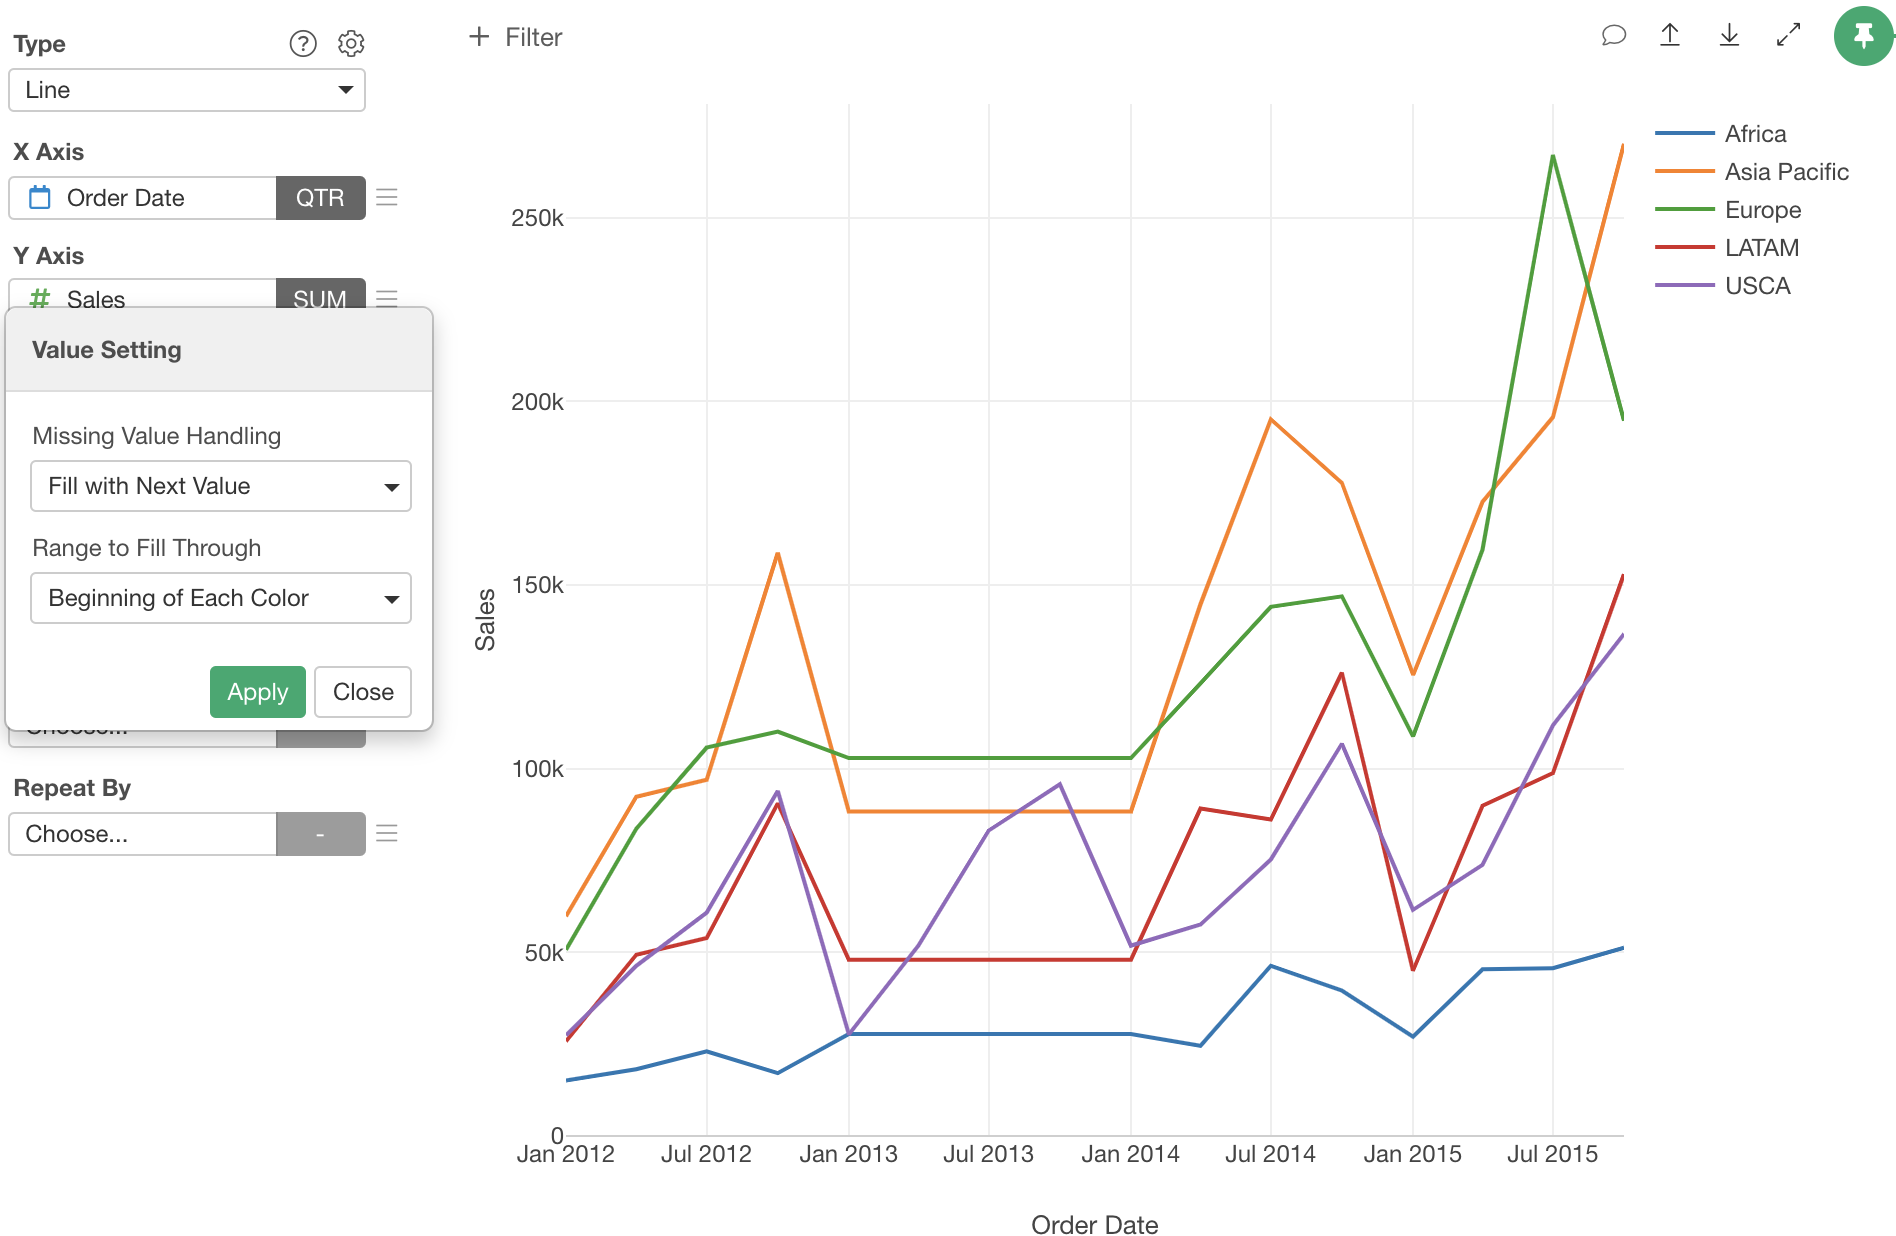 Type
Line
X Axis
Order Date QTR
Y Axis
Sales SUM
Value Setting
Missing Value Handling
Fill with Next Value
Range to Fill Through
Beginning of Each Color
Apply Close
Choose...
Repeat By
Choose... -
+ Filter
Africa
Asia Pacific
Europe
LATAM
USCA
Sales
250k
200k
150k
100k
50k
0
Jan 2012 Jul 2012 Jan 2013 Jul 2013 Jan 2014 Jul 2014 Jan 2015 Jul 2015
Order Date